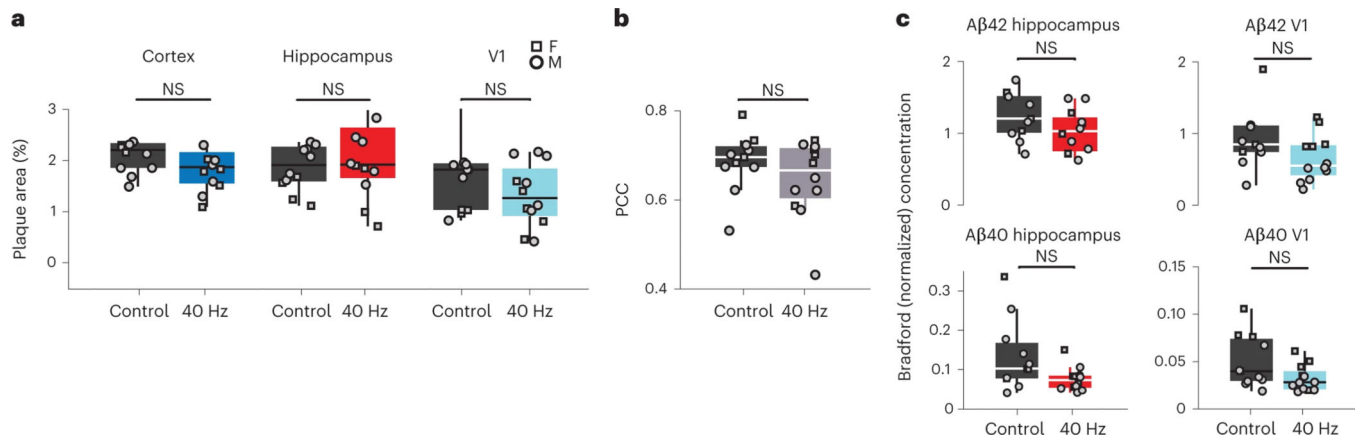 a
Cortex
Hippocampus
V1
F
M
NS
NS
NS
Plaque area (%)
3
2
1
0
Control
40 Hz
Control
40 Hz
Control
40 Hz
b
NS
PCC
0.8
0.6
0.4
Control
40 Hz
c
Bradford (normalized) concentration
Aβ42 hippocampus
NS
2
1
0
Aβ42 V1
NS
2
1
0
Aβ40 hippocampus
NS
0.3
0.2
0.1
0
Control
40 Hz
Aβ40 V1
NS
0.15
0.10
0.05
0
Control
40 Hz